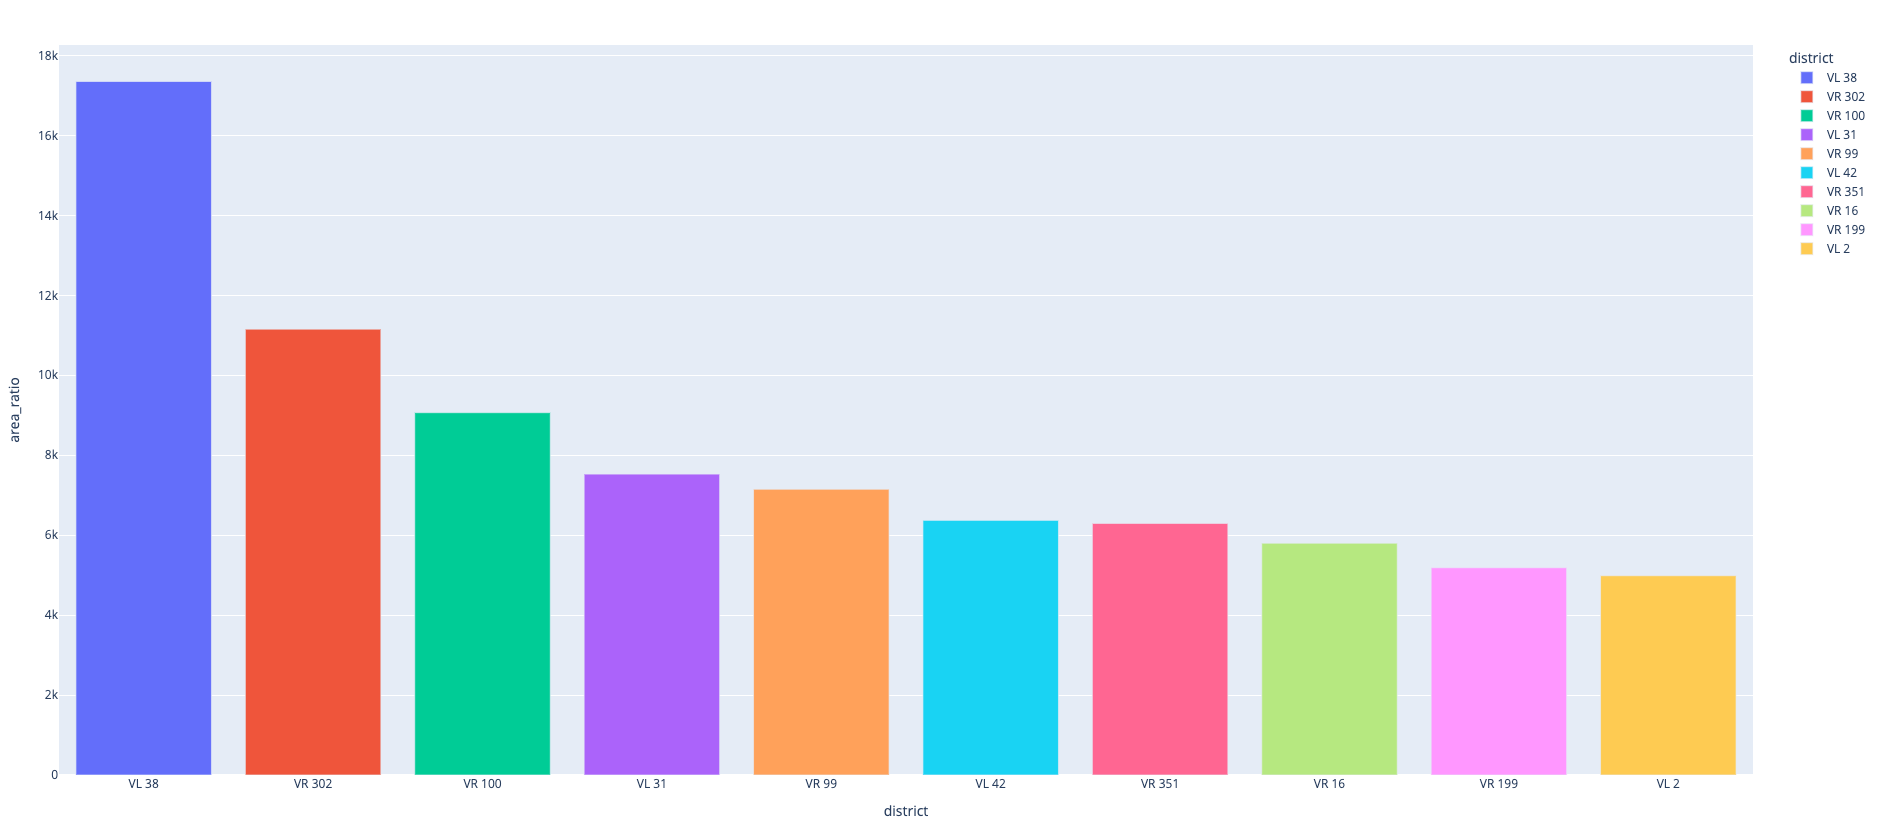 18k
16k
14k
12k
10k
8k
6k
4k
2k
0
area_ratio
VL 38
VR 302
VR 100
VL 31
VR 99
VL 42
VR 351
VR 16
VR 199
VL 2
district
district
VL 38
VR 302
VR 100
VL 31
VR 99
VL 42
VR 351
VR 16
VR 199
VL 2